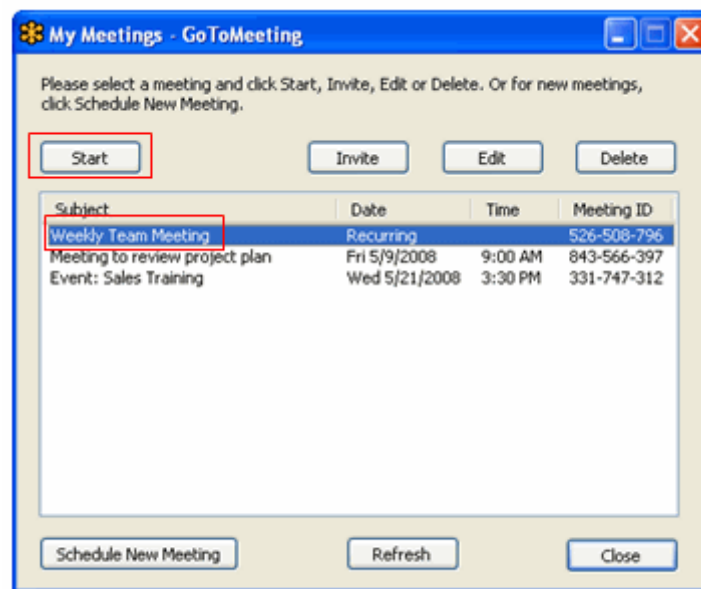 My Meetings - GoToMeeting
Please select a meeting and click Start, Invite, Edit or Delete. Or for new meetings,
click Schedule New Meeting.
Start Invite Edit Delete
Subject Date Time Meeting ID
Weekly Team Meeting Recurring 526-508-796
Meeting to review project plan Fri 5/9/2008 9:00 AM 843-566-397
Event: Sales Training Wed 5/21/2008 3:30 PM 331-747-312
Schedule New Meeting Refresh Close